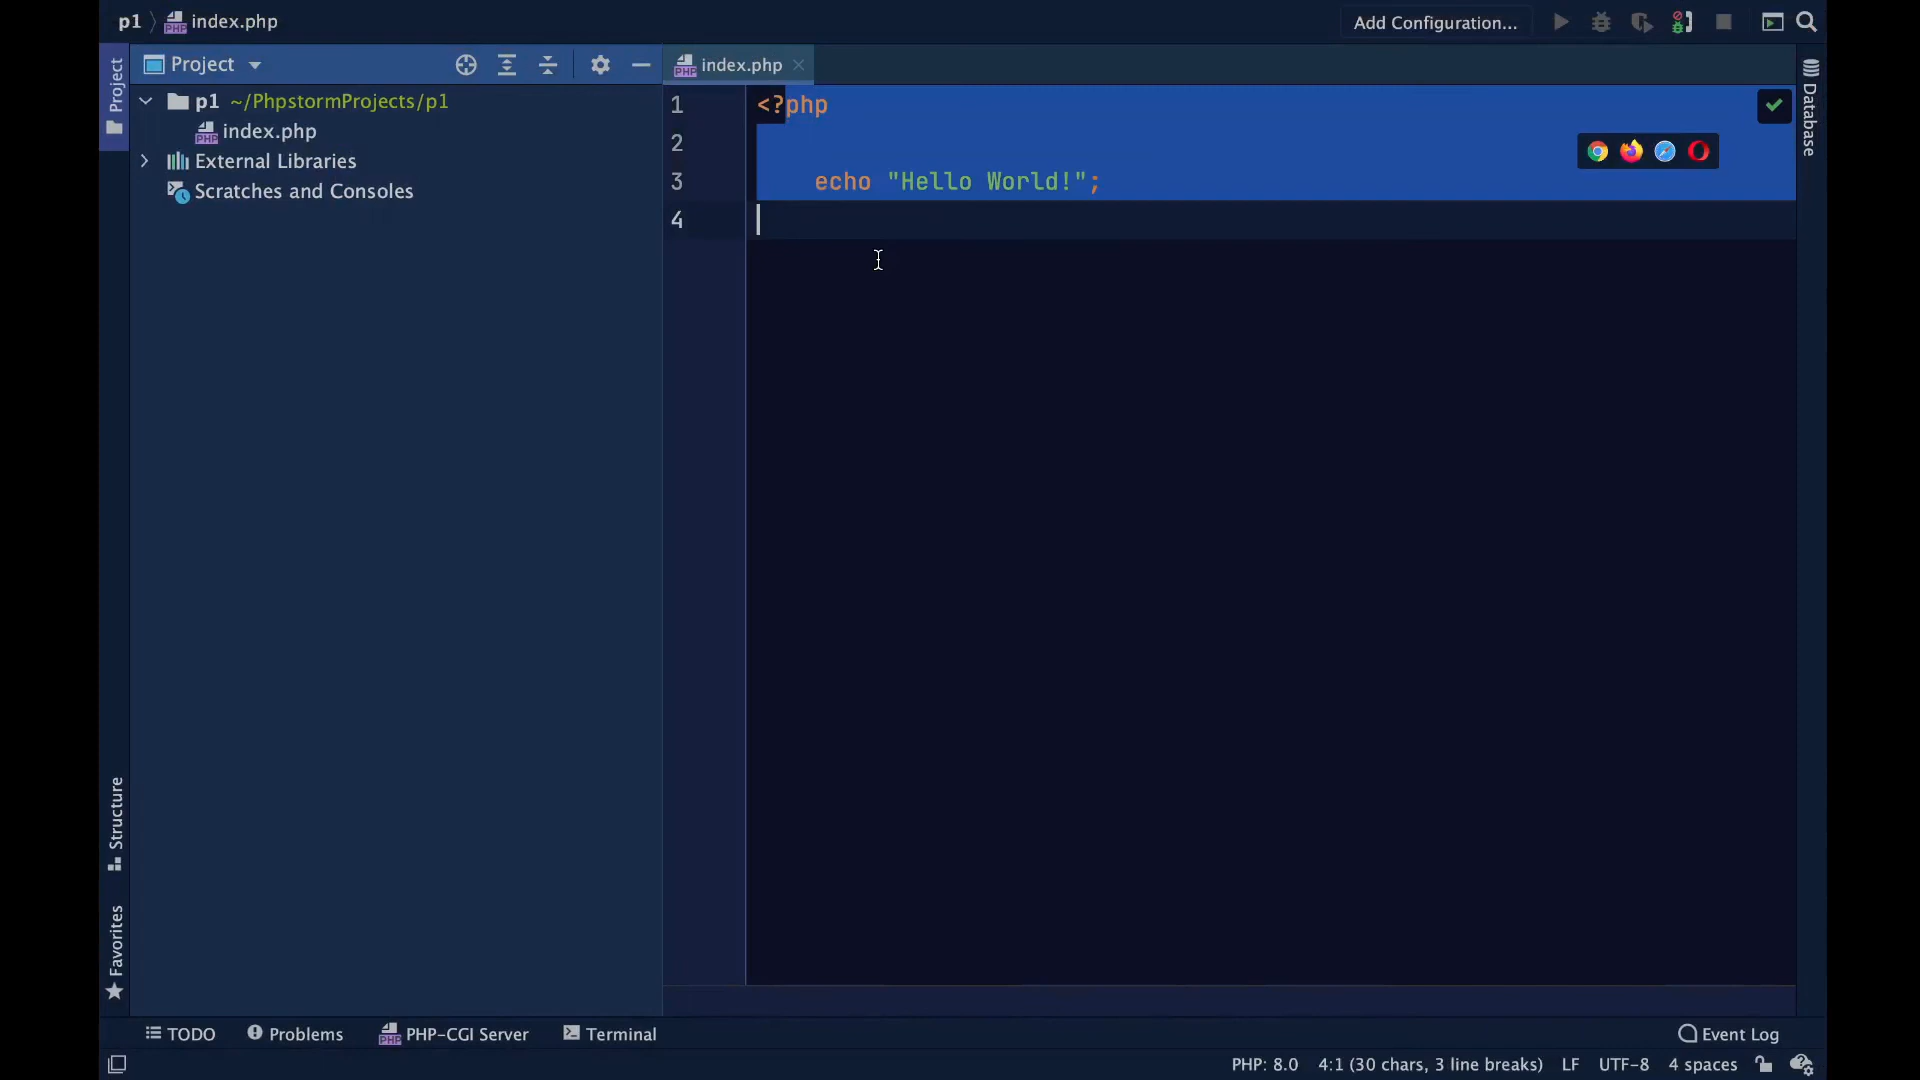 p1 index.php
Add Configuration...
Project
Project
p1 ~/PhpstormProjects/p1
index.php
External Libraries
Scratches and Consoles
index.php
1 <?php
2
3 echo "Hello World!";
4
Database
Structure
Favorites
TODO
Problems
PHP-CGI Server
Terminal
Event Log
PHP: 8.0
4:1 (30 chars, 3 line breaks)
LF
UTF-8
4 spaces